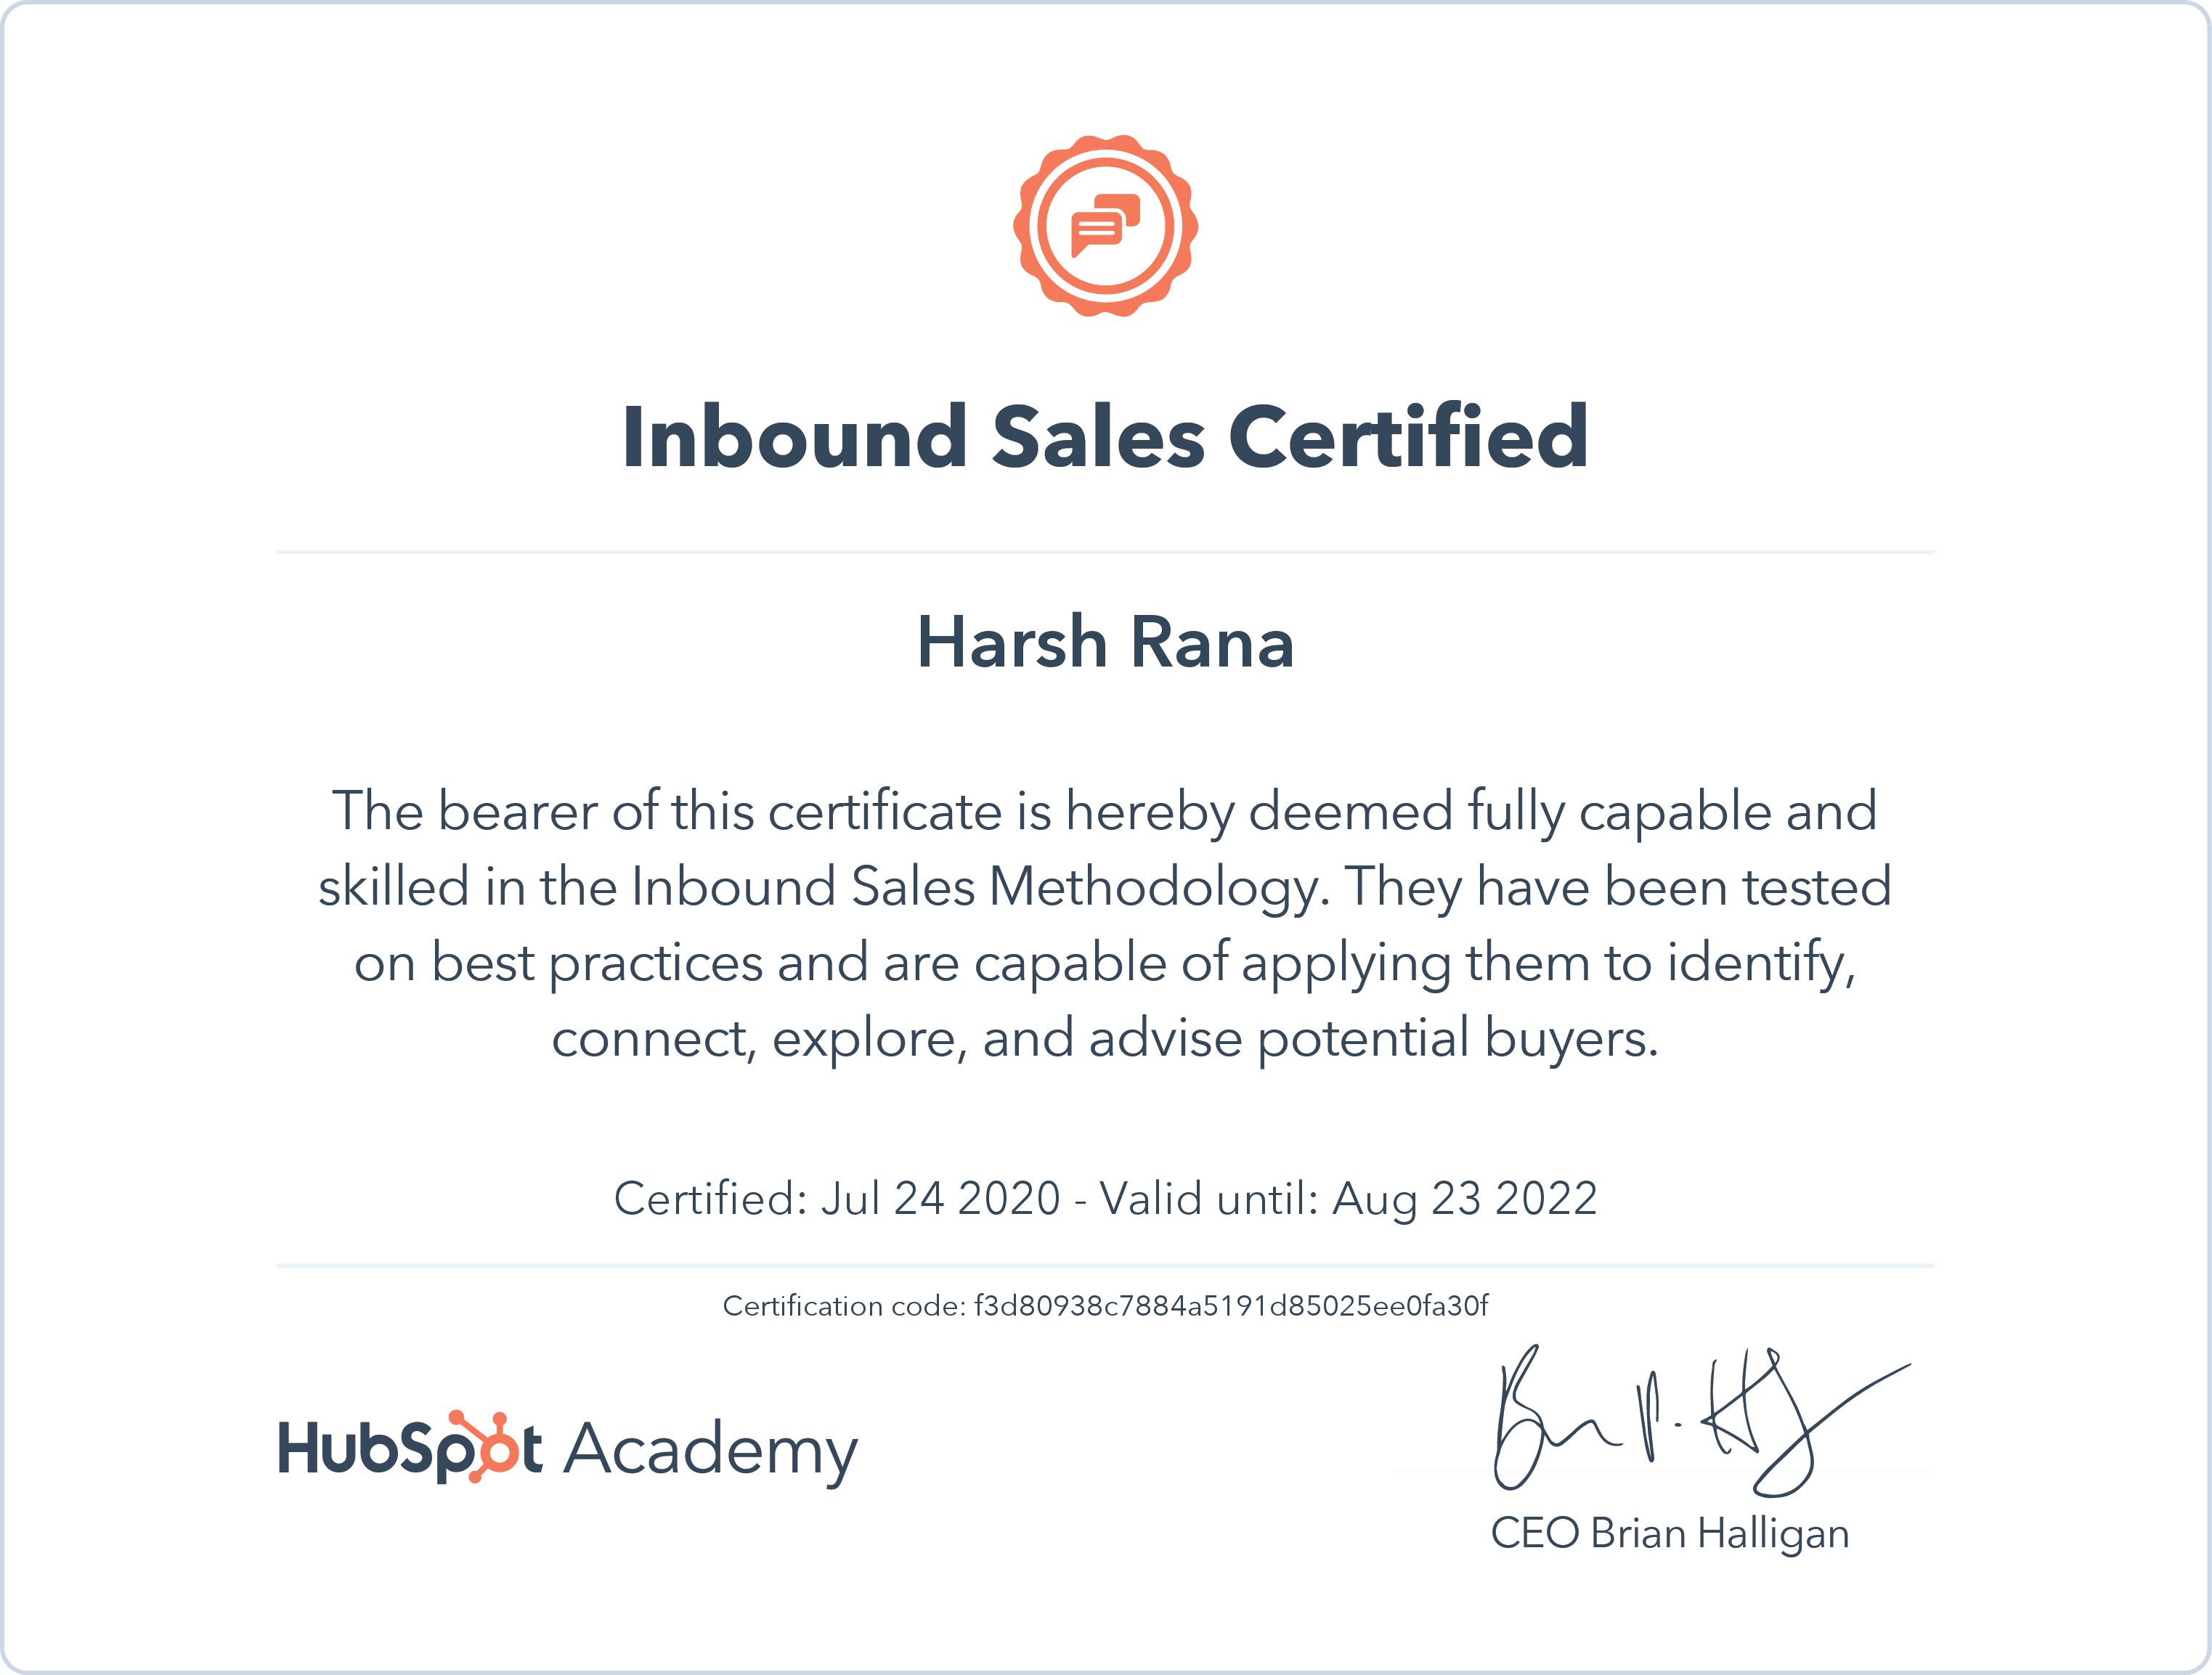 Inbound Sales Certified
Harsh Rana
The bearer of this certificate is hereby deemed fully capable and
skilled in the Inbound Sales Methodology. They have been tested
on best practices and are capable of applying them to identify,
connect, explore, and advise potential buyers.
Certified: Jul 24 2020 - Valid until: Aug 23 2022
Certification code: f3d80938c7884a5191d85025ee0fa30f
HubSpot Academy
CEO Brian Halligan